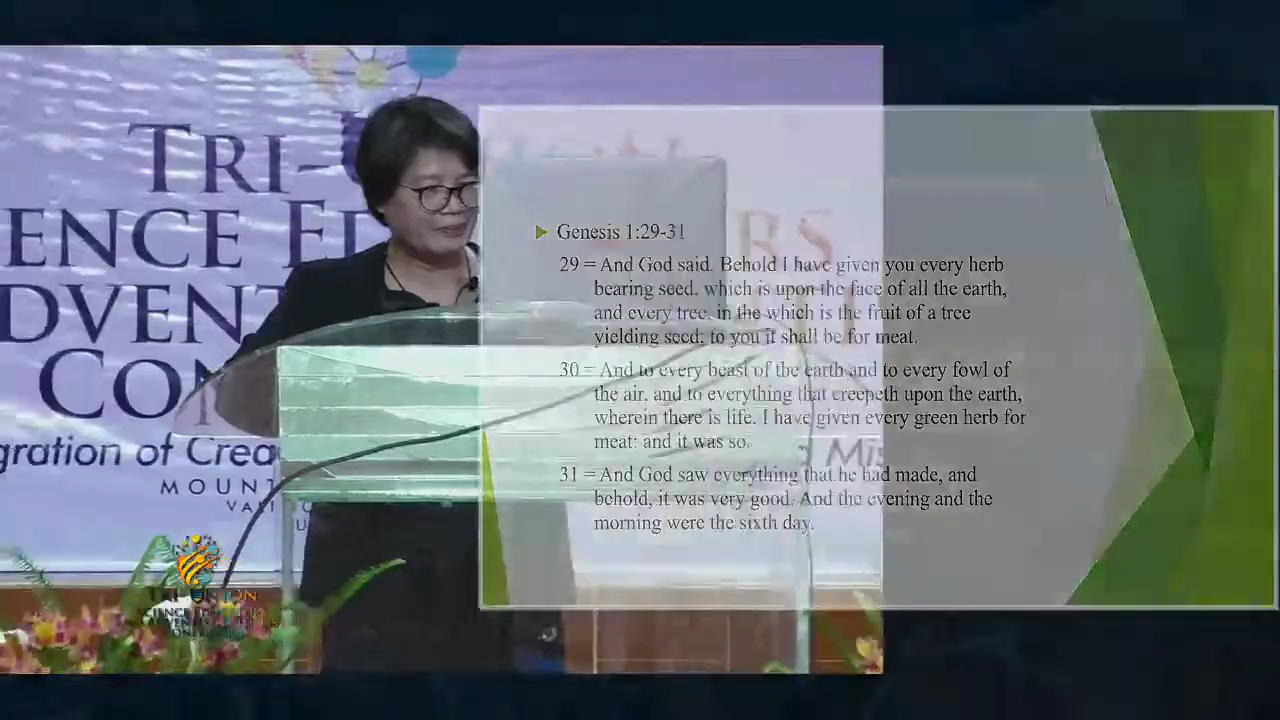 TRI-
ENCE ED
DVENT
CON
gration of Crea
d Mis
MOUNT
VAL
U
RS
Genesis 1:29-31
29 = And God said. Behold I have given you every herb
bearing seed. which is upon the face of all the earth,
and every tree. in the which is the fruit of a tree
yielding seed; to you it shall be for meat.
30 = And to every beast of the earth and to every fowl of
the air, and to everything that creepeth upon the earth,
wherein there is life. I have given every green herb for
meat: and it was so.
31 = And God saw everything that he had made, and
behold, it was very good. And the evening and the
morning were the sixth day.
TRI-UNION